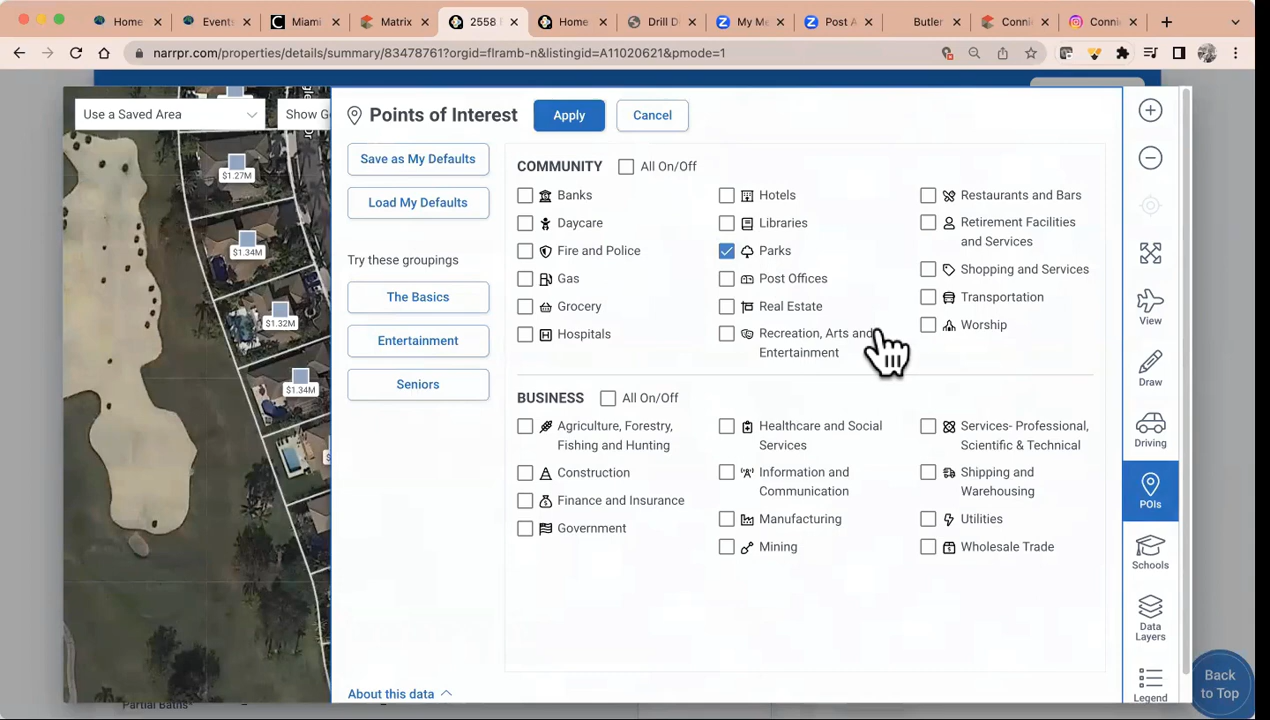 Home
Events
Miami
Matrix
2558
Home
Drill D
My Me
Post A
Butler
Connie
Connie
narrpr.com/properties/details/summary/83478761?orgid=flramb-n&listingid=A11020621&pmode=1
Use a Saved Area
Show Ge
Points of Interest
Apply
Cancel
Save as My Defaults
Load My Defaults
Try these groupings
The Basics
Entertainment
Seniors
About this data
COMMUNITY
All On/Off
Banks
Daycare
Fire and Police
Gas
Grocery
Hospitals
Hotels
Libraries
Parks
Post Offices
Real Estate
Recreation, Arts and
Entertainment
Restaurants and Bars
Retirement Facilities
and Services
Shopping and Services
Transportation
Worship
BUSINESS
All On/Off
Agriculture, Forestry,
Fishing and Hunting
Construction
Finance and Insurance
Government
Healthcare and Social
Services
Information and
Communication
Manufacturing
Mining
Services- Professional,
Scientific & Technical
Shipping and
Warehousing
Utilities
Wholesale Trade
$1.27M
$1.34M
$1.32M
$1.34M
View
Draw
Driving
POIs
Schools
Data
Layers
Legend
Back
to Top
Partial Baths